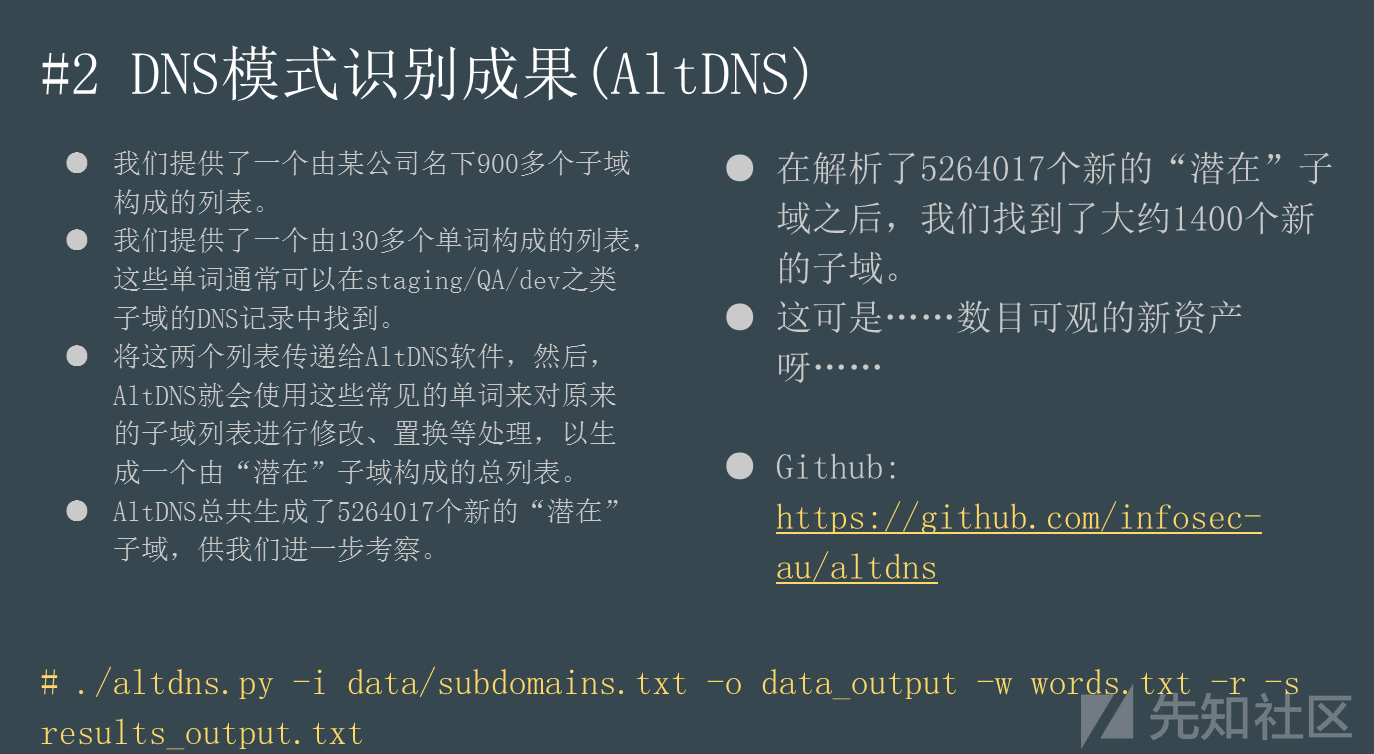 #2 DNS模式识别成果(AltDNS)
● 我们提供了一个由某公司名下900多个子域
构成的列表。
● 我们提供了一个由130多个单词构成的列表，
这些单词通常可以在staging/QA/dev之类
子域的DNS记录中找到。
● 将这两个列表传递给AltDNS软件，然后，
AltDNS就会使用这些常见的单词来对原来
的子域列表进行修改、置换等处理，以生
成一个由“潜在”子域构成的总列表。
● AltDNS总共生成了5264017个新的“潜在”
子域，供我们进一步考察。
● 在解析了5264017个新的“潜在”子
域之后，我们找到了大约1400个新
的子域。
● 这可是……数目可观的新资产
呀……
● Github:
https://github.com/infosec-
au/altdns
# ./altdns.py -i data/subdomains.txt -o data_output -w words.txt -r -s
results_output.txt
先知社区